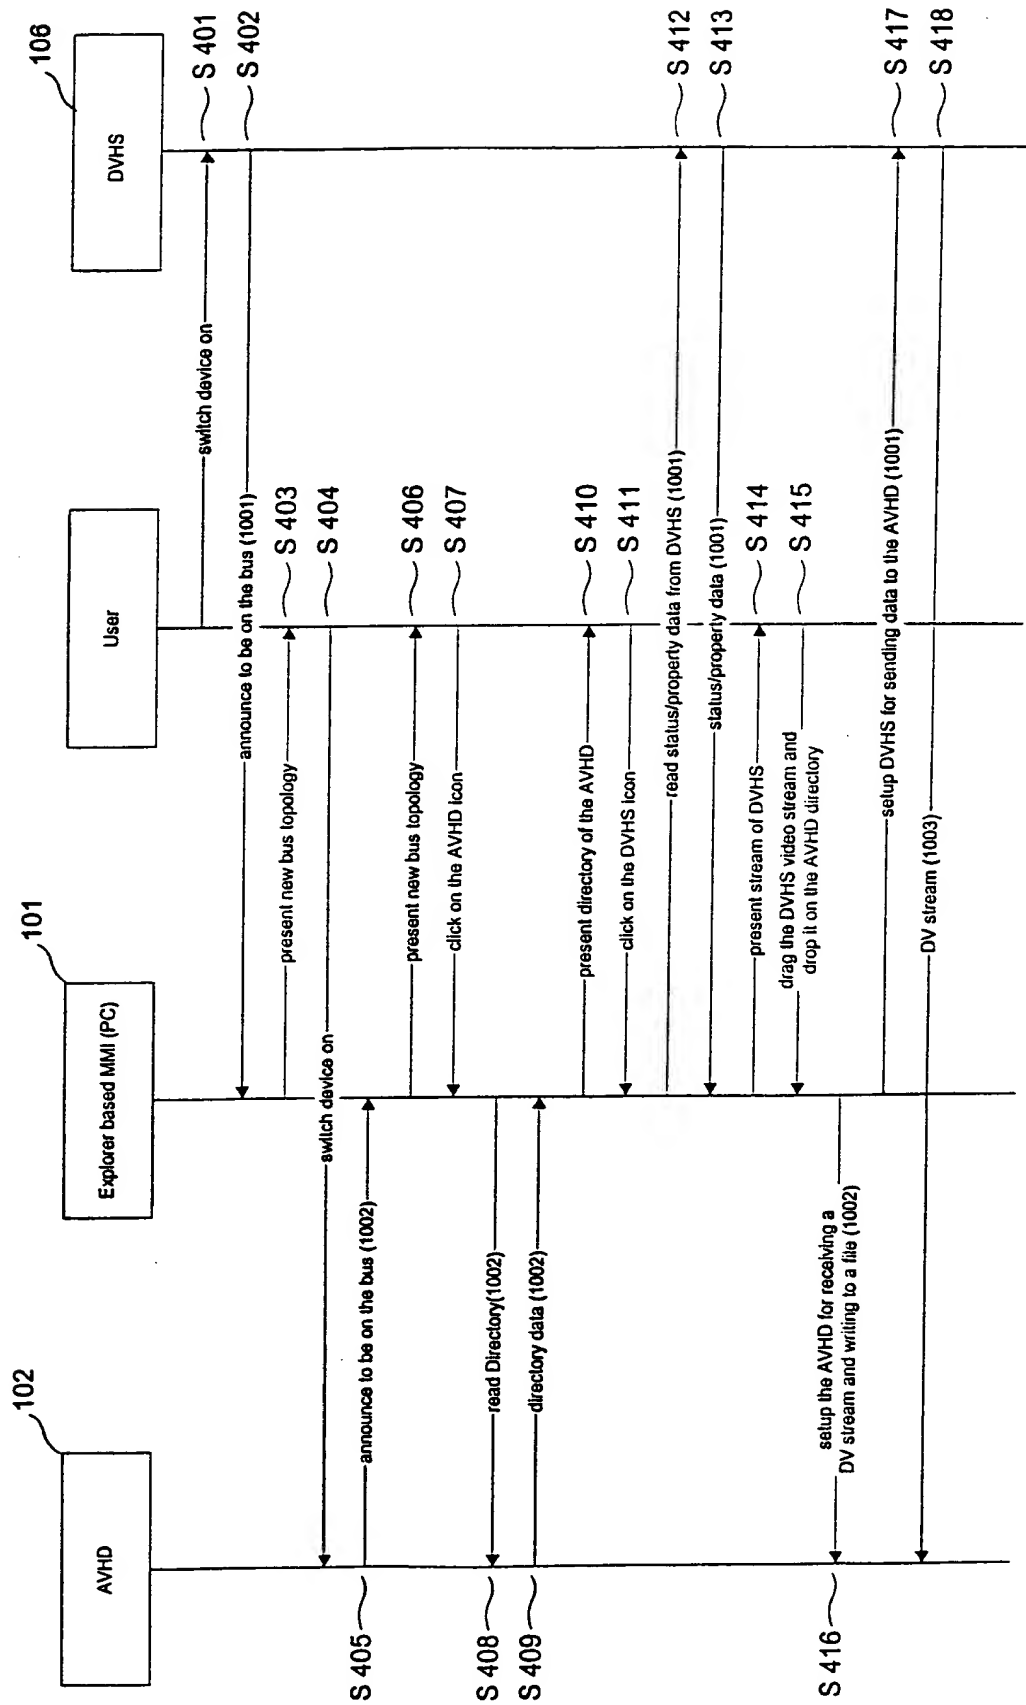 102
AVHD
101
Explorer based MMI (PC)
User
106
DVHS
switch device on
S 401
announce to be on the bus (1001)
S 402
present new bus topology
S 403
switch device on
S 404
S 405
announce to be on the bus (1002)
present new bus topology
S 406
click on the AVHD icon
S 407
S 408
read Directory(1002)
S 409
directory data (1002)
present directory of the AVHD
S 410
click on the DVHS icon
S 411
read status/property data from DVHS (1001)
S 412
status/property data (1001)
S 413
present stream of DVHS
S 414
drag the DVHS video stream and
drop it on the AVHD directory
S 415
S 416
setup the AVHD for receiving a
DV stream and writing to a file (1002)
setup DVHS for sending data to the AVHD (1001)
S 417
DV stream (1003)
S 418